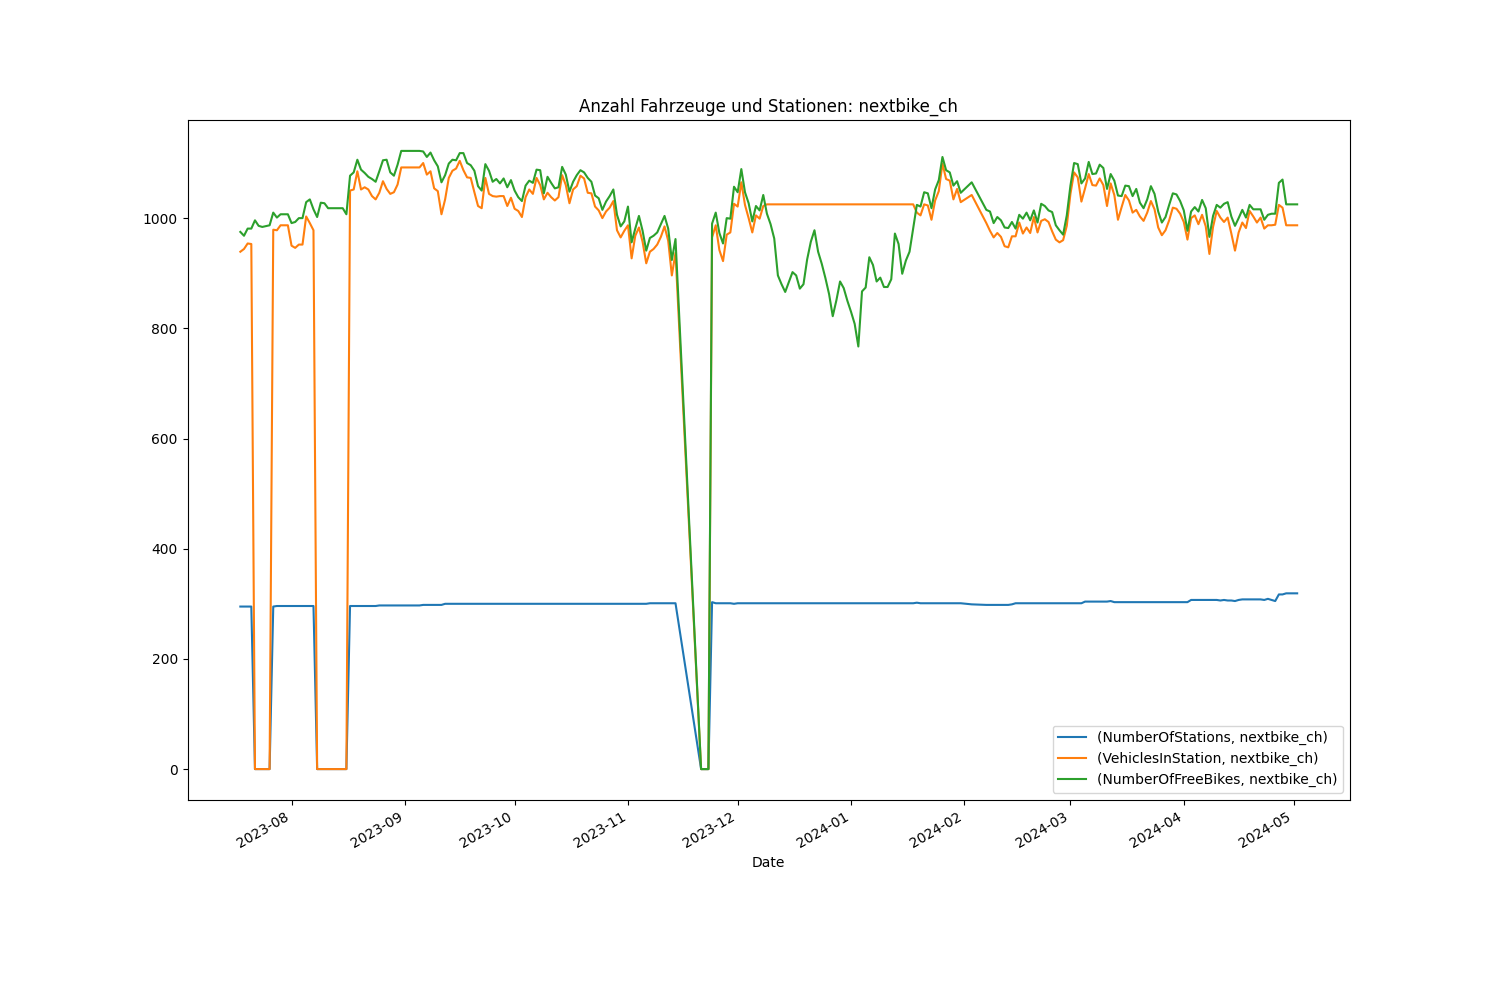 Anzahl Fahrzeuge und Stationen: nextbike_ch
1000
800
600
400
200
0
(NumberOfStations, nextbike_ch)
(VehiclesInStation, nextbike_ch)
(NumberOfFreeBikes, nextbike_ch)
2023-08 2023-09 2023-10 2023-11 2023-12 2024-01 2024-02 2024-03 2024-04 2024-05
Date